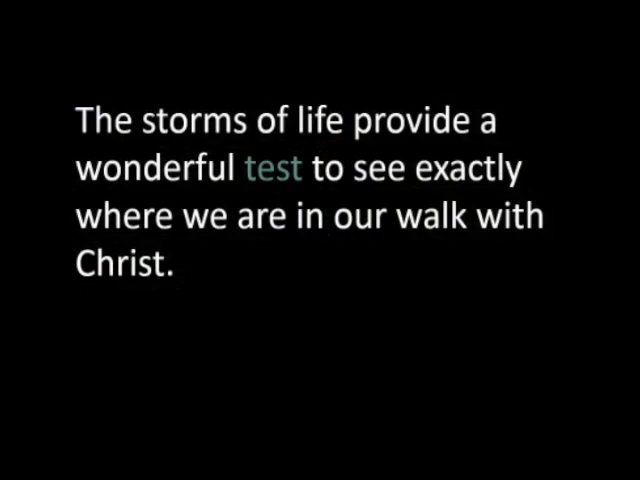 The storms of life provide a
wonderful test to see exactly
where we are in our walk with
Christ.